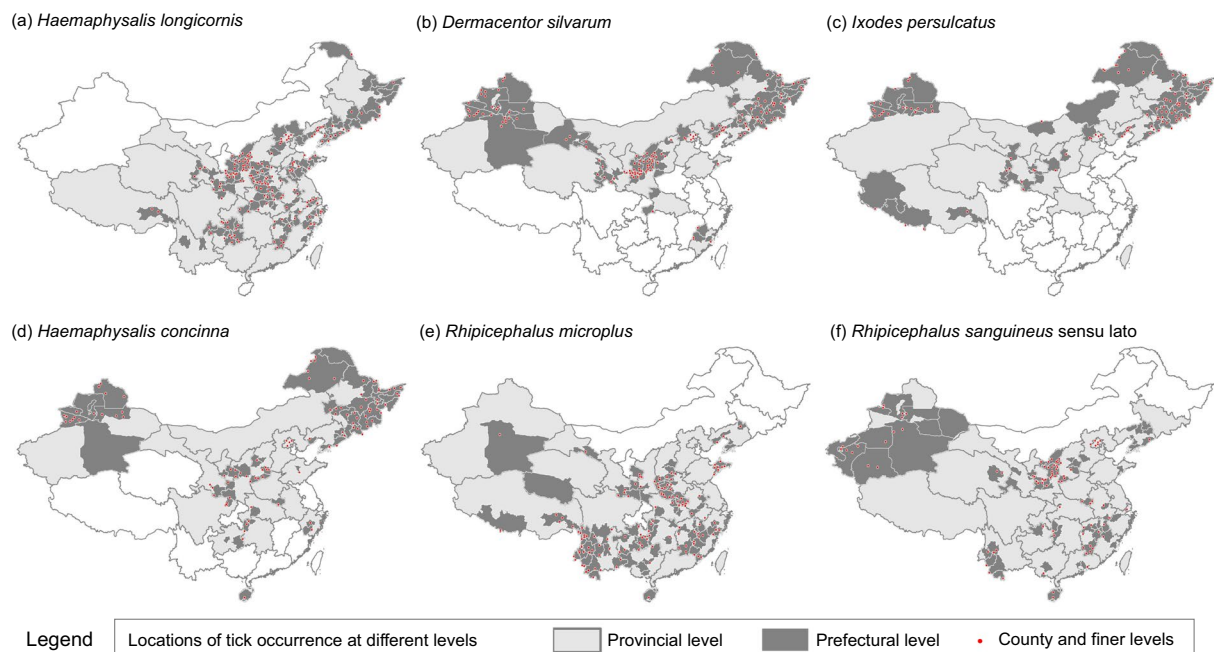 (a) Haemaphysalis longicornis
(b) Dermacentor silvarum
(c) Ixodes persulcatus
(d) Haemaphysalis concinna
(e) Rhipicephalus microplus
(f) Rhipicephalus sanguineus sensu lato
Legend
Locations of tick occurrence at different levels
Provincial level
Prefectural level
County and finer levels